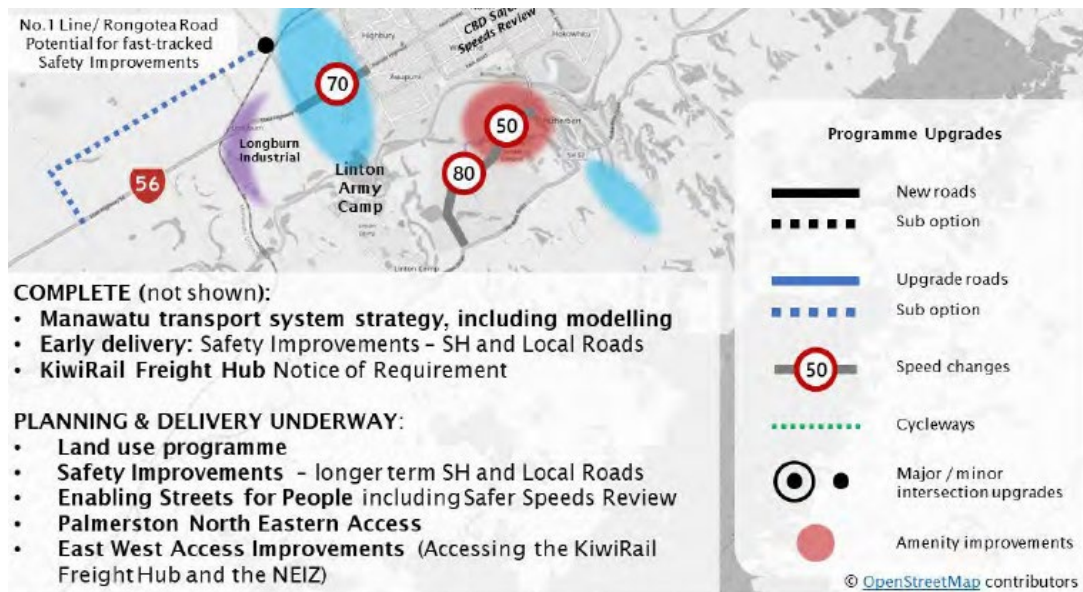 No.1 Line/ Rongotea Road
Potential for fast-tracked
Safety Improvements
Highbury
CBD Safe
Speeds Review
Hokowhitu
Awapuni
70
50
80
56
Longburn
Industrial
Linton
Army
Camp
Linton Camp
COMPLETE (not shown):
• Manawatu transport system strategy, including modelling
• Early delivery: Safety Improvements – SH and Local Roads
• KiwiRail Freight Hub Notice of Requirement
PLANNING & DELIVERY UNDERWAY:
• Land use programme
• Safety Improvements – longer term SH and Local Roads
• Enabling Streets for People including Safer Speeds Review
• Palmerston North Eastern Access
• East West Access Improvements (Accessing the KiwiRail
Freight Hub and the NEIZ)
Programme Upgrades
New roads
Sub option
Upgrade roads
Sub option
50
Speed changes
Cycleways
Major / minor
intersection upgrades
Amenity improvements
© OpenStreetMap contributors